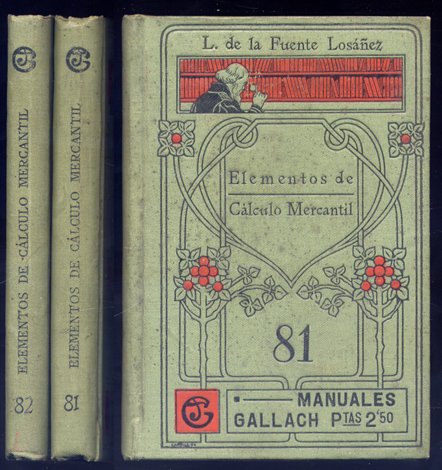 ELEMENTOS DE CÁLCULO MERCANTIL
82
ELEMENTOS DE CÁLCULO MERCANTIL
81
L. de la Fuente Losáñez
Elementos de
Cálculo Mercantil
81
MANUALES
GALLACH PTAS 2'50